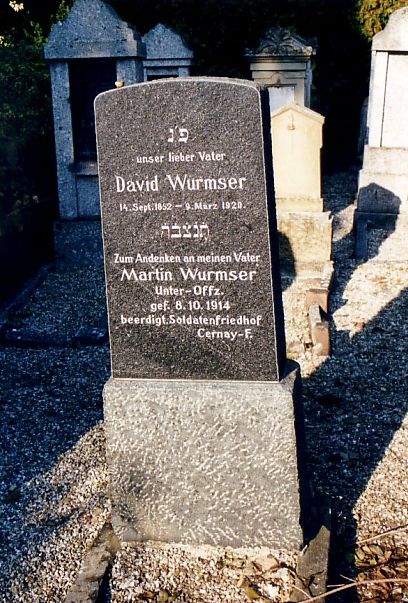 פ״נ
unser lieber Vater
David Wurmser
14. Sept. 1852 – 9. März 1920.
תנצבה
Zum Andenken an meinen Vater
Martin Wurmser
Unter-Offz.
gef. 8. 10. 1914
beerdigt. Soldatenfriedhof
Cernay-F.